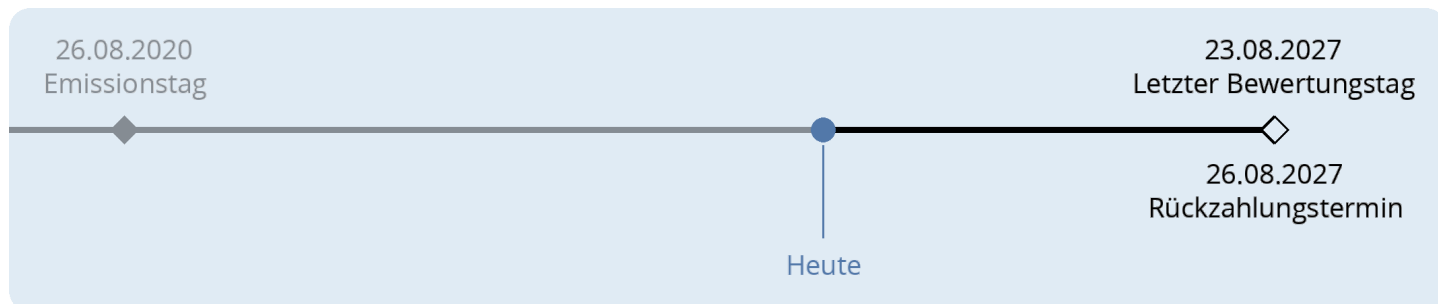 26.08.2020
Emissionstag
23.08.2027
Letzter Bewertungstag
26.08.2027
Rückzahlungstermin
Heute